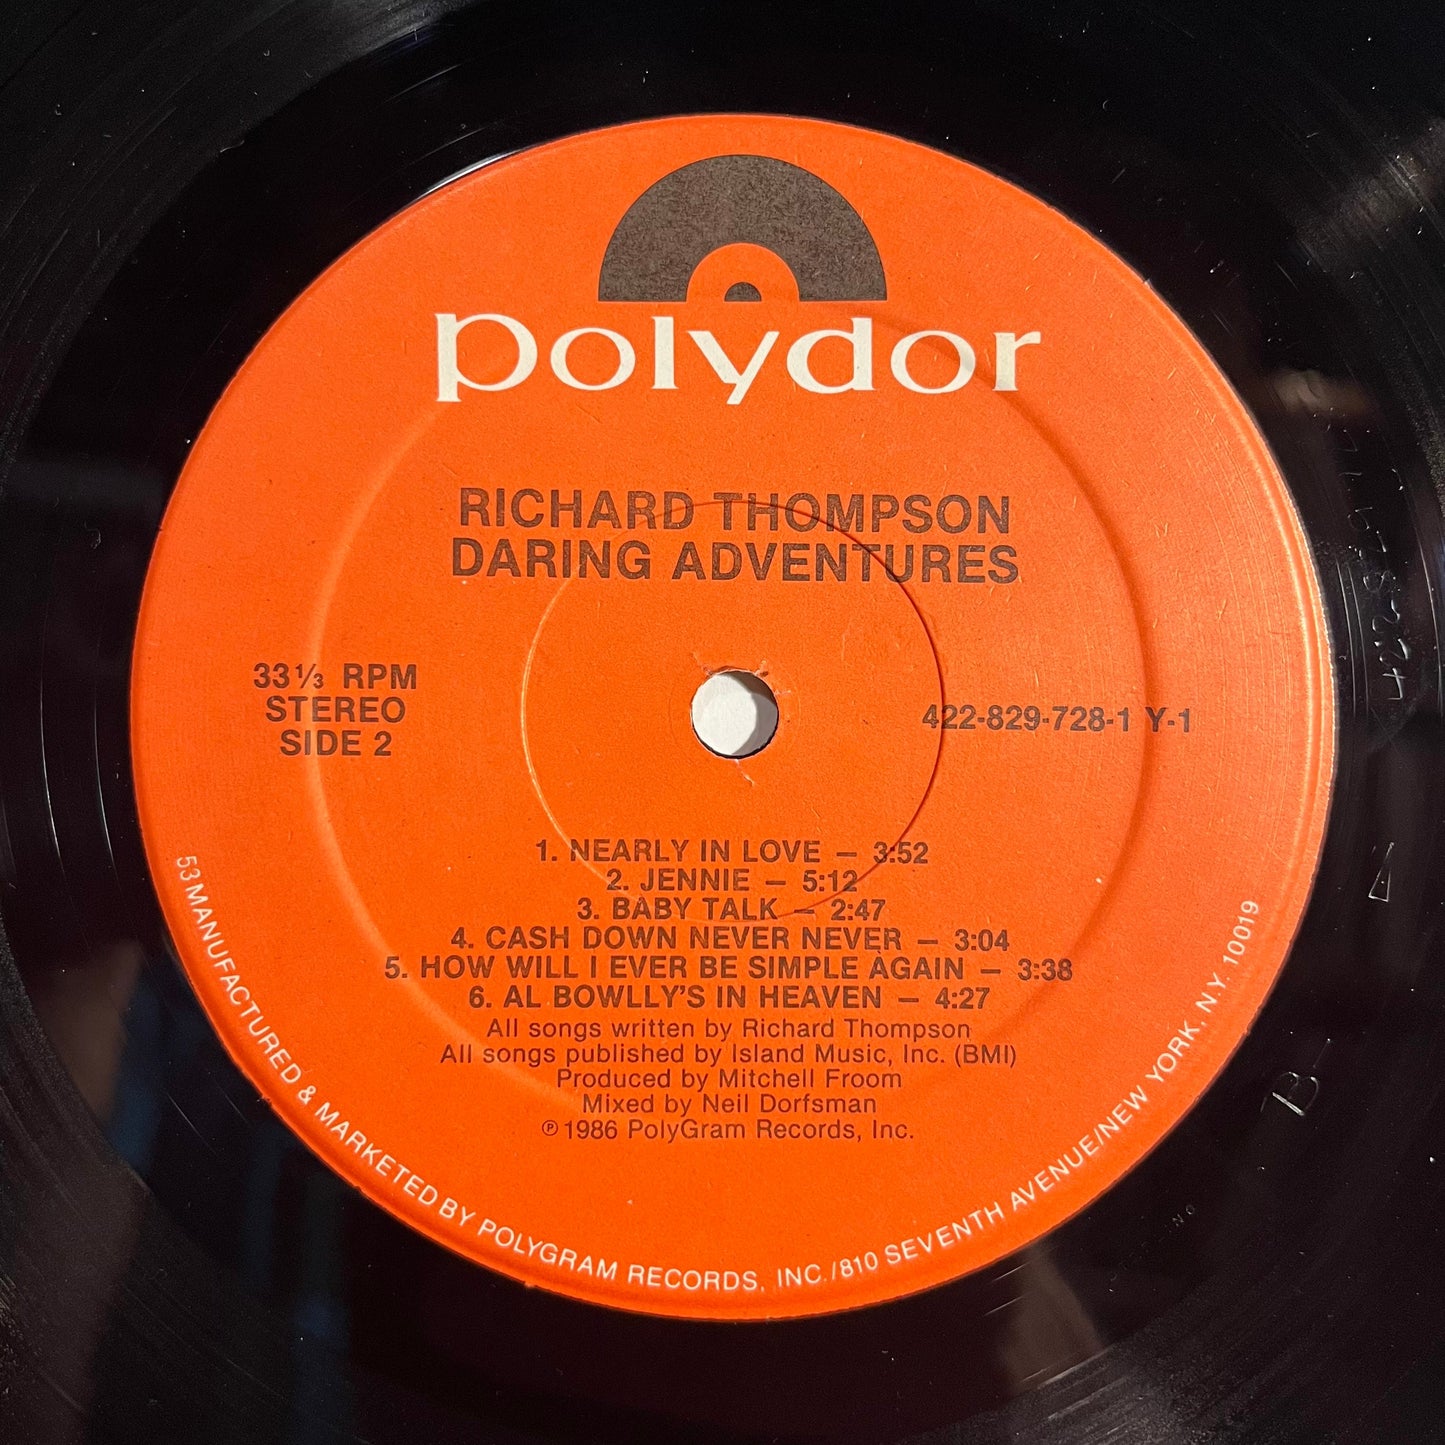 polydor
RICHARD THOMPSON
DARING ADVENTURES
33 1/3 RPM
STEREO
SIDE 2
422-829-728-1 Y-1
1. NEARLY IN LOVE — 3:52
2. JENNIE — 5:12
3. BABY TALK — 2:47
4. CASH DOWN NEVER NEVER — 3:04
5. HOW WILL I EVER BE SIMPLE AGAIN — 3:38
6. AL BOWLLY'S IN HEAVEN — 4:27
All songs written by Richard Thompson
All songs published by Island Music, Inc. (BMI)
Produced by Mitchell Froom
Mixed by Neil Dorfsman
℗ 1986 PolyGram Records, Inc.
53 MANUFACTURED & MARKETED BY POLYGRAM RECORDS, INC./810 SEVENTH AVENUE/NEW YORK, N.Y. 10019